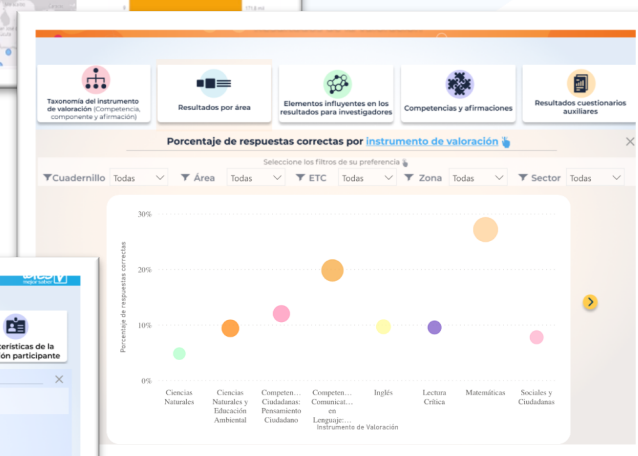 Taxonomía del instrumento
de valoración (Competencia,
componente y afirmación)
Resultados por área
Elementos influyentes en los
resultados para investigadores
Competencias y afirmaciones
Resultados cuestionarios
auxiliares
Porcentaje de respuestas correctas por instrumento de valoración
Seleccione los filtros de su preferencia
Cuadernillo Todas Área Todas ETC Todas Zona Todas Sector Todas
Porcentaje de respuestas correctas
30%
20%
10%
0%
Ciencias
Naturales
Ciencias
Naturales y
Educación
Ambiental
Competen...
Ciudadanas:
Pensamiento
Ciudadano
Competen...
Comunicat...
en
Lenguaje:...
Inglés
Lectura
Crítica
Matemáticas
Sociales y
Ciudadanas
Instrumento de Valoración
mejor saber
terísticas de la
ón participante